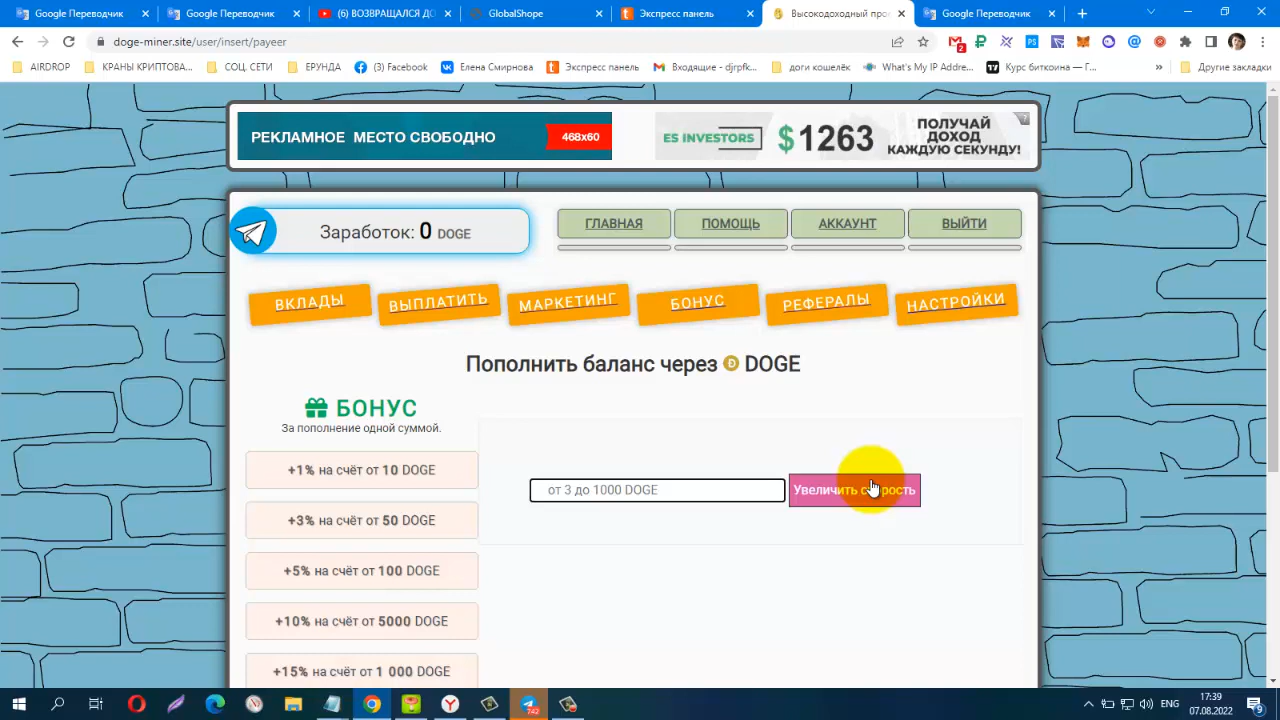 Google Переводчик
Google Переводчик
(6) ВОЗВРАЩАЛСЯ ДО
GlobalShope
Экспресс панель
Высокодоходный про
Google Переводчик
doge-miner.site/user/insert/payeer
2
AIRDROP
КРАНЫ КРИПТОВА...
СОЦ. СЕТИ
ЕРУНДА
(3) Facebook
Елена Смирнова
Экспресс панель
Входящие - djrpfk...
доги кошелёк
What's My IP Addre...
Курс биткоина — Г...
»
Другие закладки
РЕКЛАМНОЕ МЕСТО СВОБОДНО
468x60
ES INVESTORS
$1263
ПОЛУЧАЙ
ДОХОД
КАЖДУЮ СЕКУНДУ!
Заработок: 0 DOGE
ГЛАВНАЯ
ПОМОЩЬ
АККАУНТ
ВЫЙТИ
ВКЛАДЫ
ВЫПЛАТИТЬ
МАРКЕТИНГ
БОНУС
РЕФЕРАЛЫ
НАСТРОЙКИ
Пополнить баланс через DOGE
БОНУС
За пополнение одной суммой.
+1% на счёт от 10 DOGE
+3% на счёт от 50 DOGE
+5% на счёт от 100 DOGE
+10% на счёт от 5000 DOGE
+15% на счёт от 1 000 DOGE
от 3 до 1000 DOGE
Увеличить скорость
742
ENG
17:39
07.08.2022
9